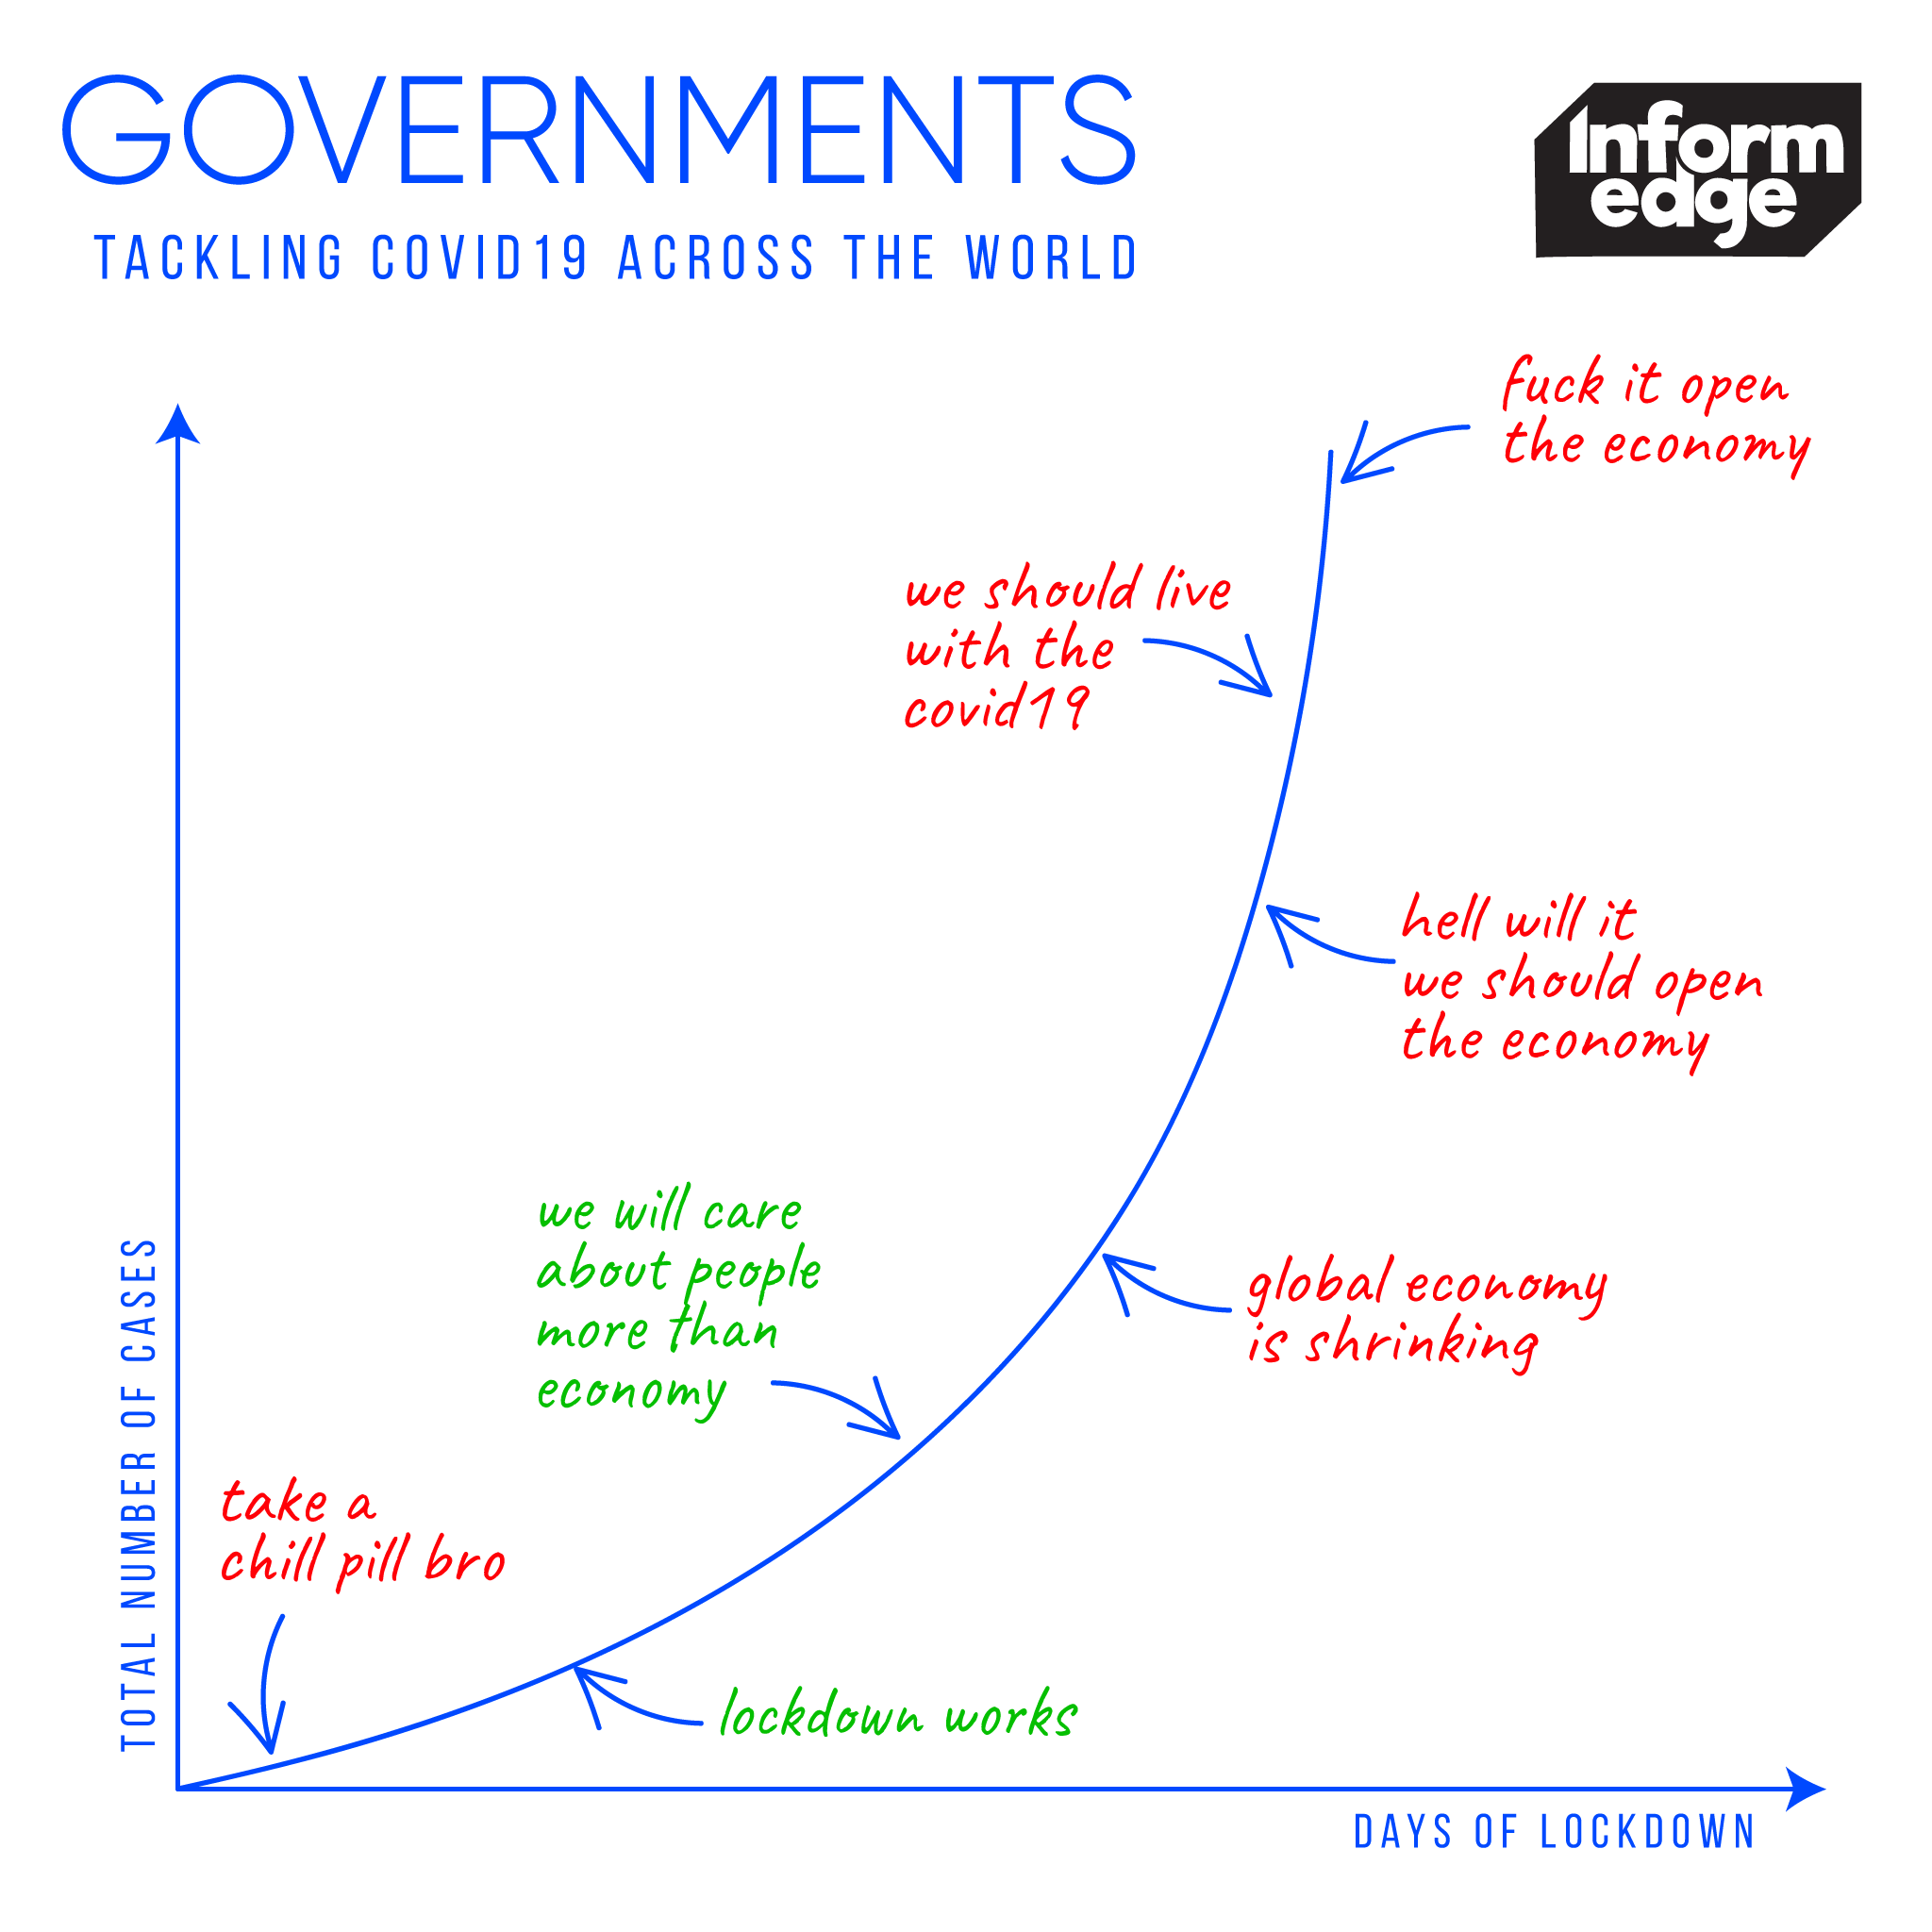 GOVERNMENTS
TACKLING COVID19 ACROSS THE WORLD
Inform
edge
fuck it open
the economy
we should live
with the
covid19
hell will it
we should open
the economy
we will care
about people
more than
economy
global economy
is shrinking
take a
chill pill bro
lockdown works
TOTAL NUMBER OF CASES
DAYS OF LOCKDOWN